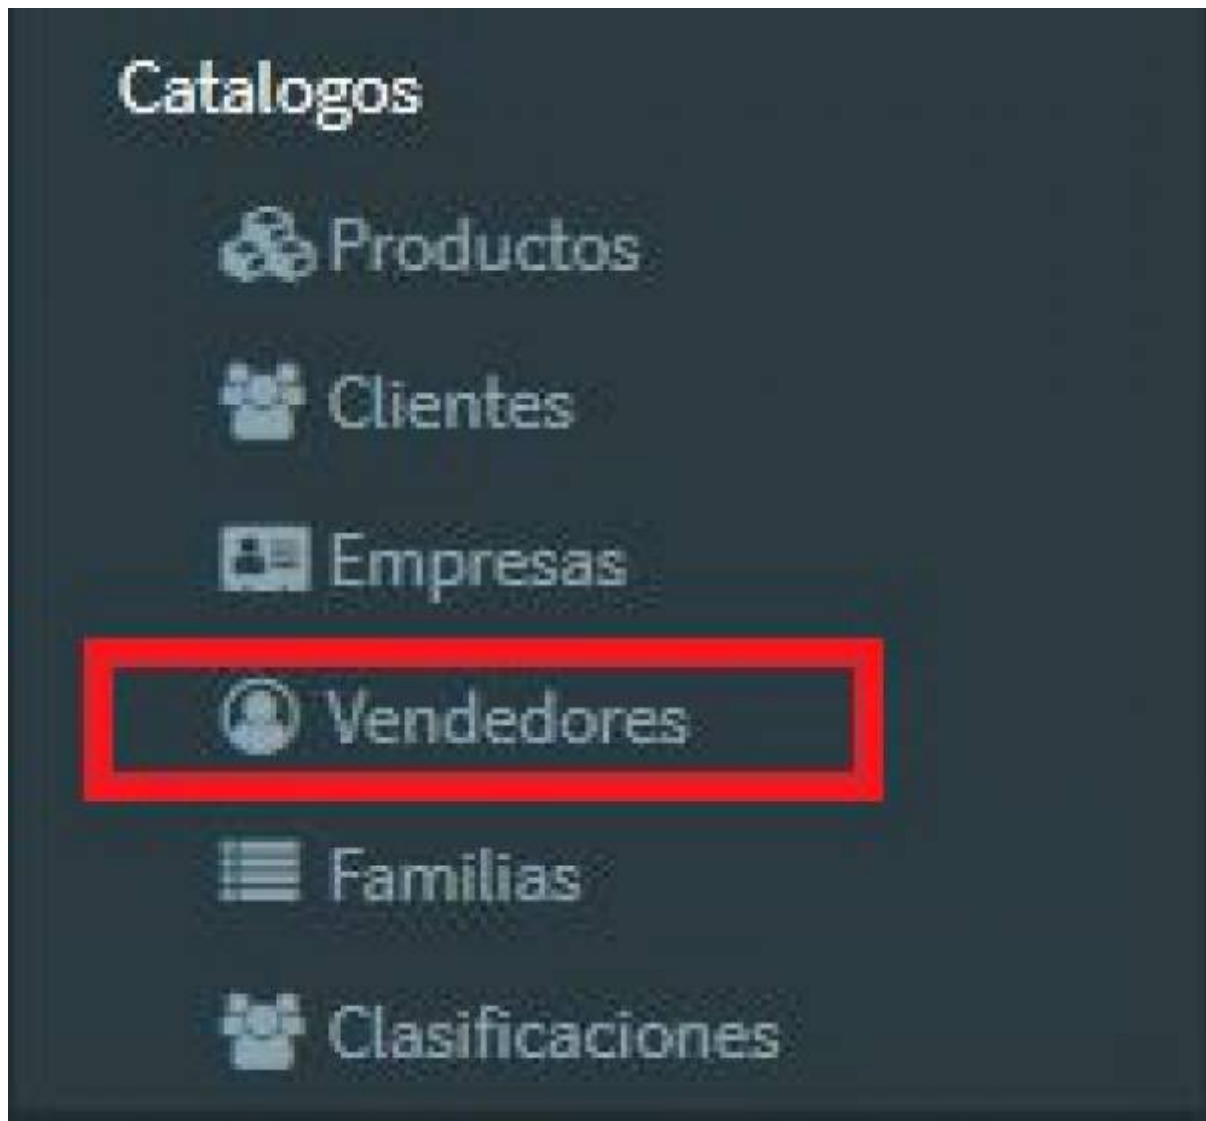 Catalogos
Productos
Clientes
Empresas
Vendedores
Familias
Clasificaciones